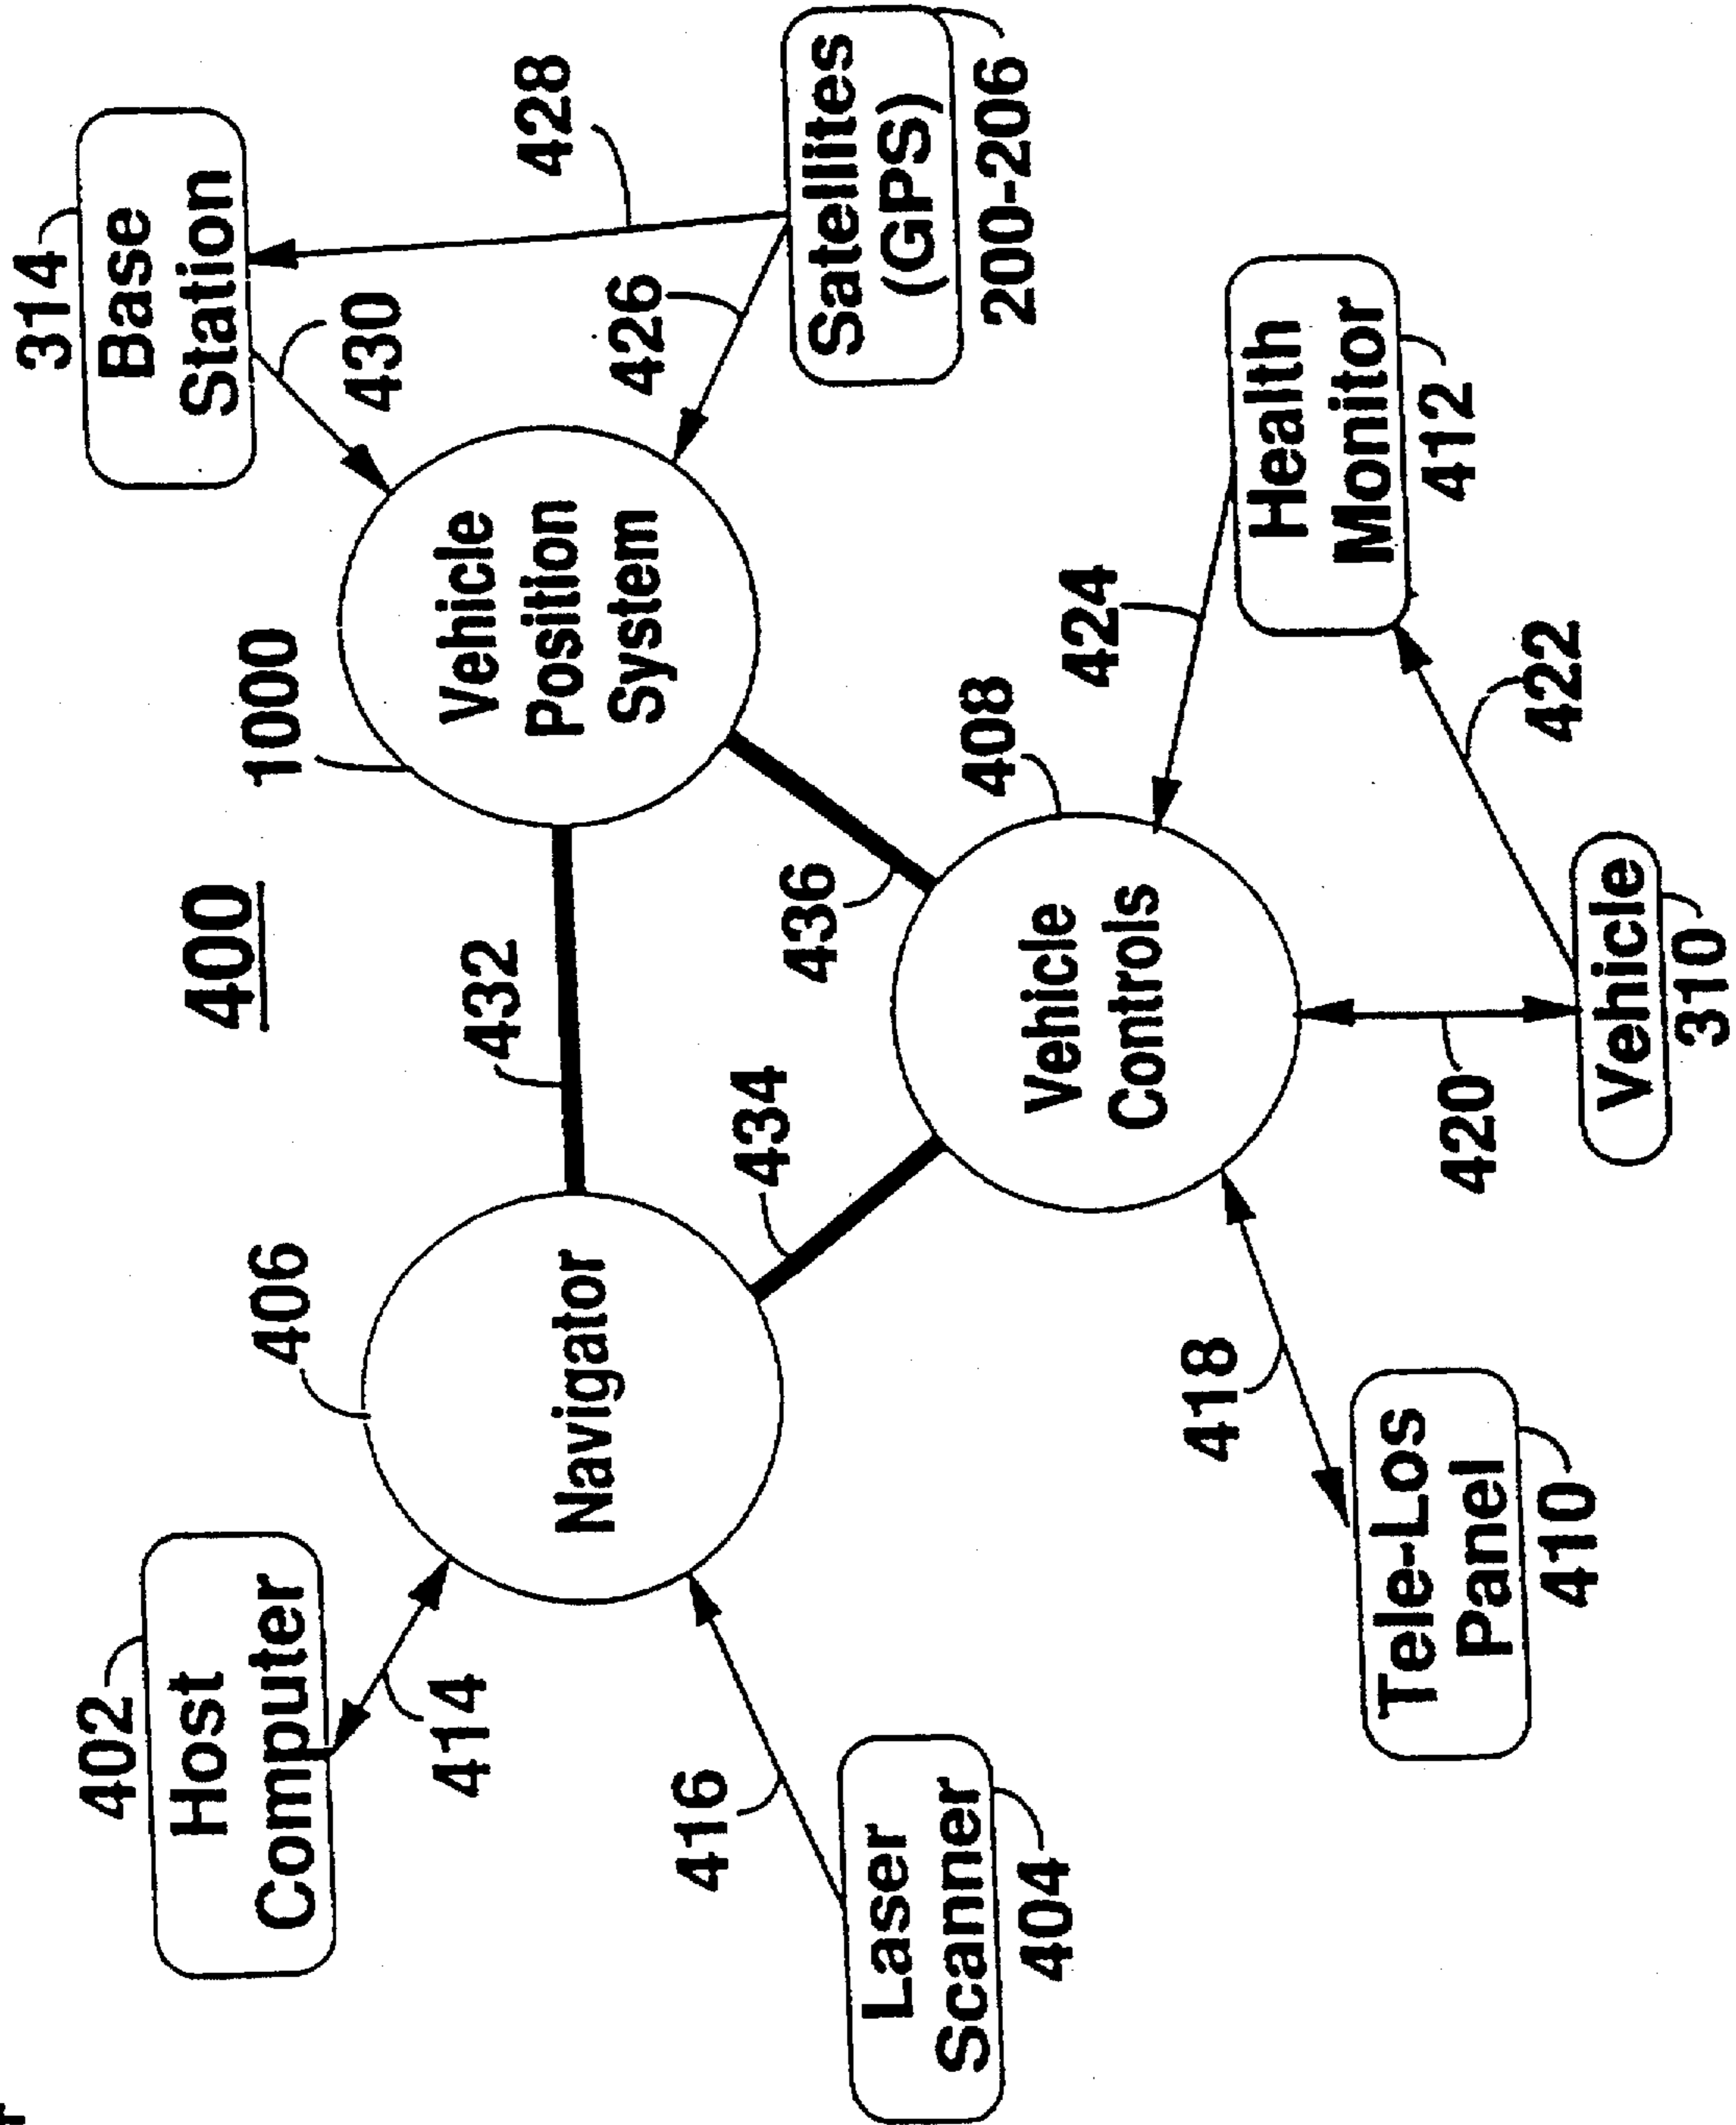 400
402
Host
Computer
414
406
Navigator
432
1000
Vehicle
Position
System
314
Base
Station
430
428
426
Satellites
(GPS)
200-206
416
Laser
Scanner
404
434
436
408
Vehicle
Controls
418
Tele-Los
Panel
410
420
Vehicle
310
422
424
Health
Monitor
412